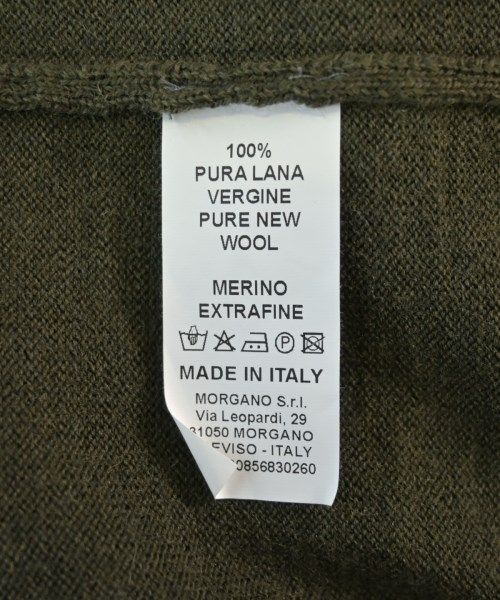 100%
PURA LANA
VERGINE
PURE NEW
WOOL
MERINO
EXTRAFINE
P
MADE IN ITALY
MORGANO S.r.l.
Via Leopardi, 29
31050 MORGANO
EVISO - ITALY
0856830260